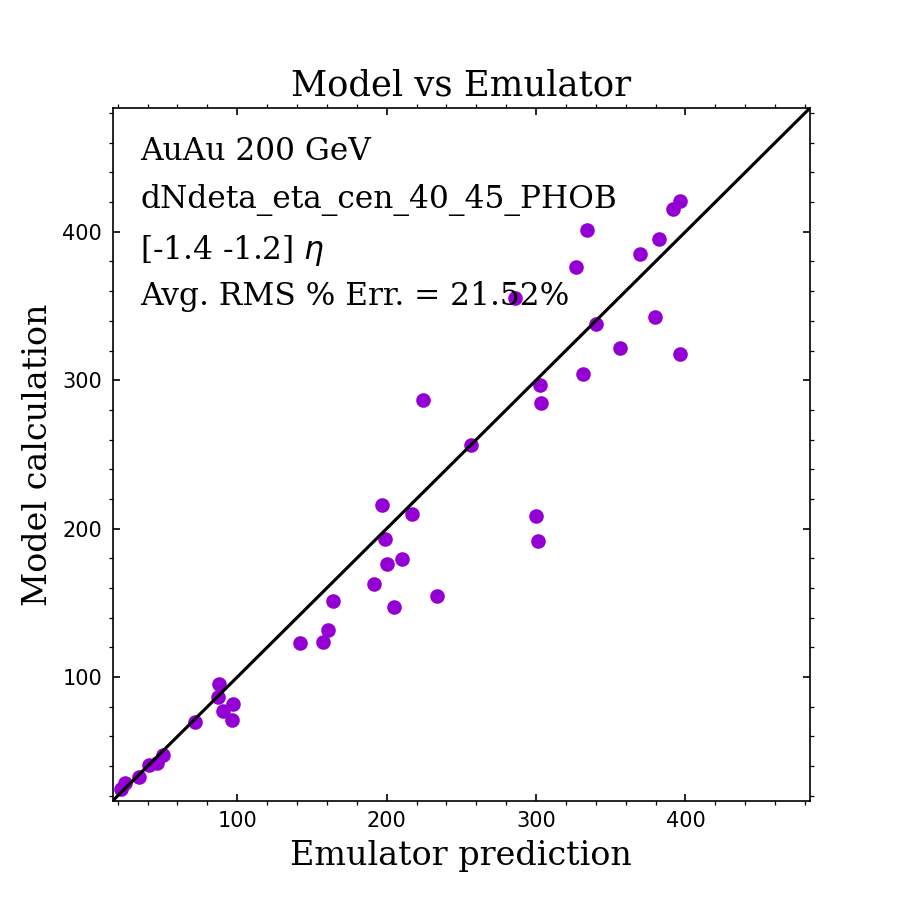 Model vs Emulator
AuAu 200 GeV
dNdeta_eta_cen_40_45_PHOB
[-1.4 -1.2] η
Avg. RMS % Err. = 21.52%
Model calculation
400
300
200
100
100 200 300 400
Emulator prediction